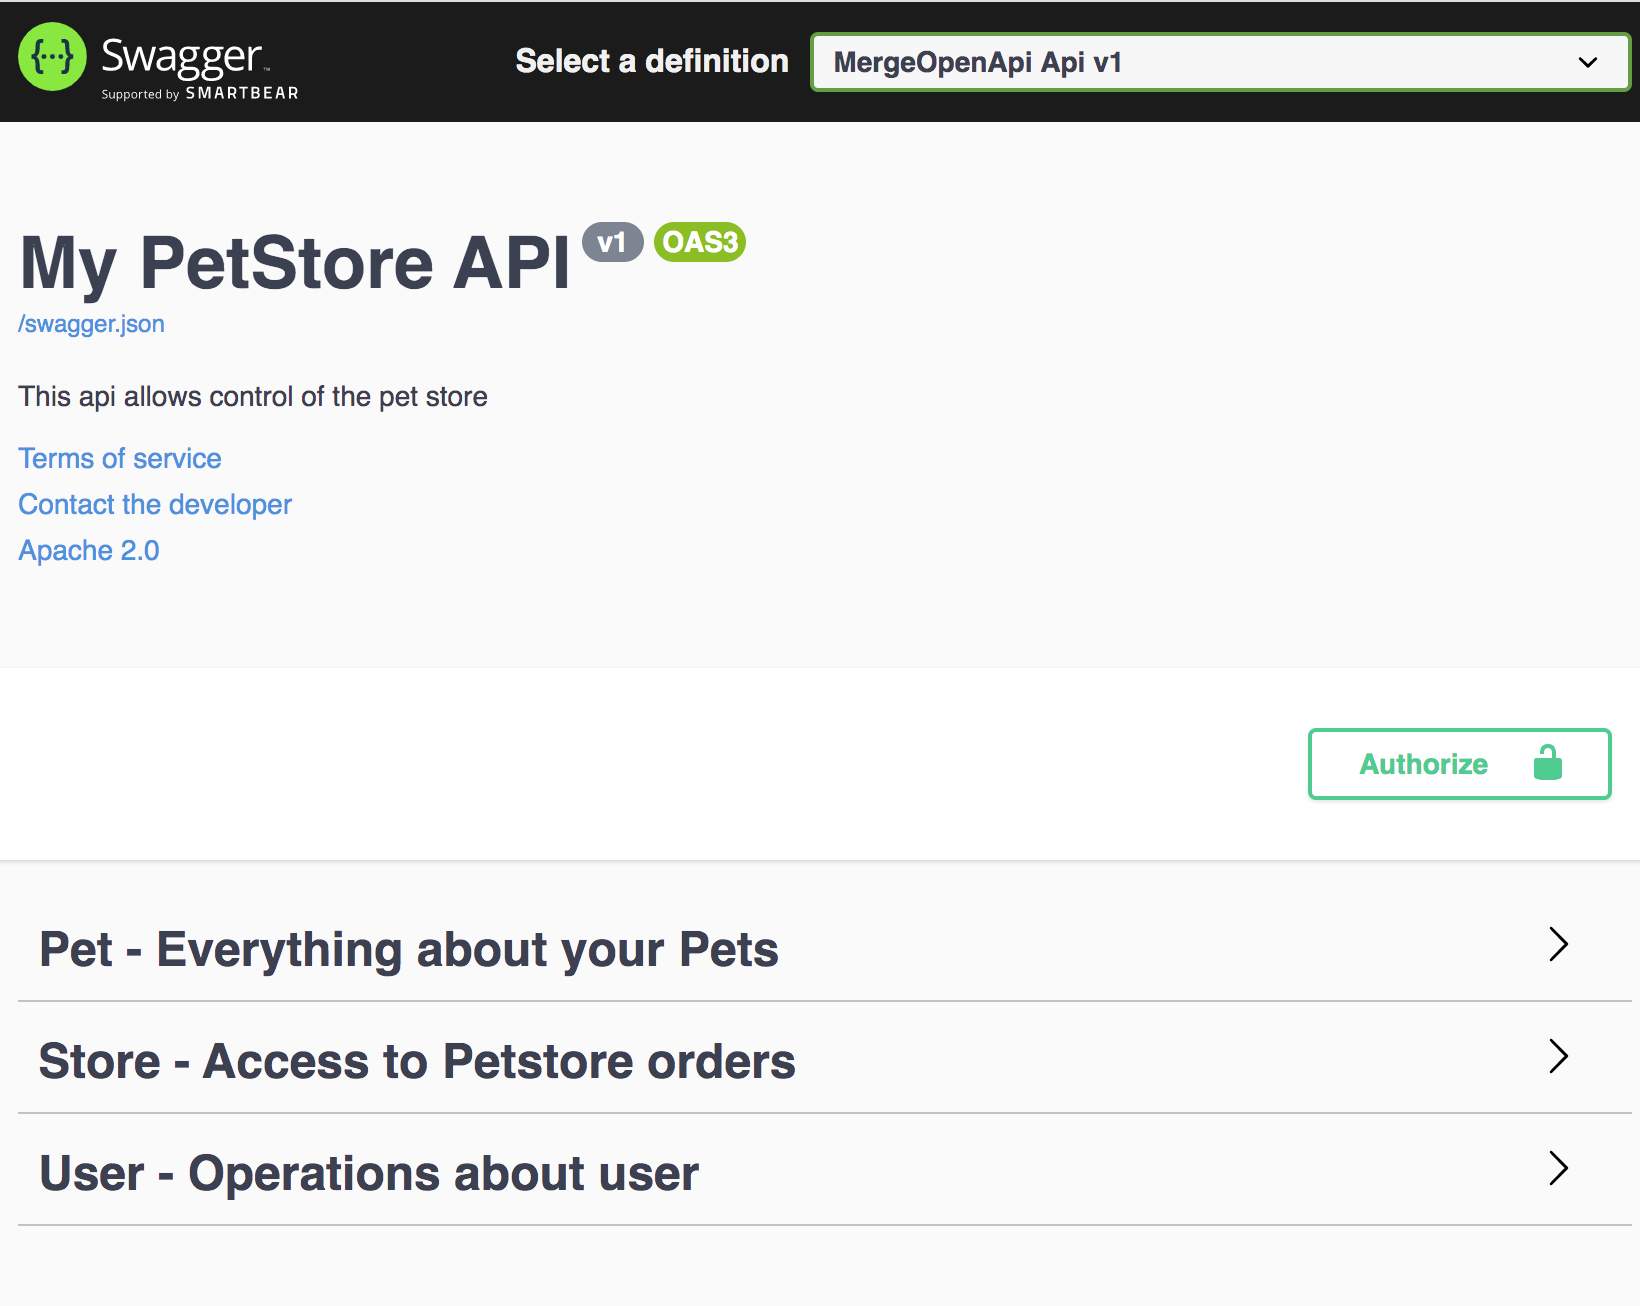 {···} Swagger™
Supported by SMARTBEAR
Select a definition
MergeOpenApi Api v1
My PetStore API v1 OAS3
/swagger.json
This api allows control of the pet store
Terms of service
Contact the developer
Apache 2.0
Authorize
Pet - Everything about your Pets
Store - Access to Petstore orders
User - Operations about user